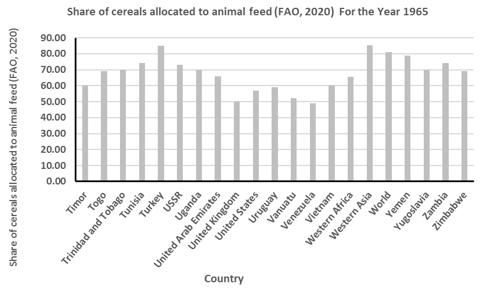 Share of cereals allocated to animal feed (FAO, 2020)  For the Year 1965
Share of cereals allocated to animal feed (FAO, 2020)
90.00
80.00
70.00
60.00
50.00
40.00
30.00
20.00
10.00
0.00
Timor
Togo
Trinidad and Tobago
Tunisia
Turkey
USSR
Uganda
United Arab Emirates
United Kingdom
United States
Uruguay
Vanuatu
Venezuela
Vietnam
Western Africa
Western Asia
World
Yemen
Yugoslavia
Zambia
Zimbabwe
Country